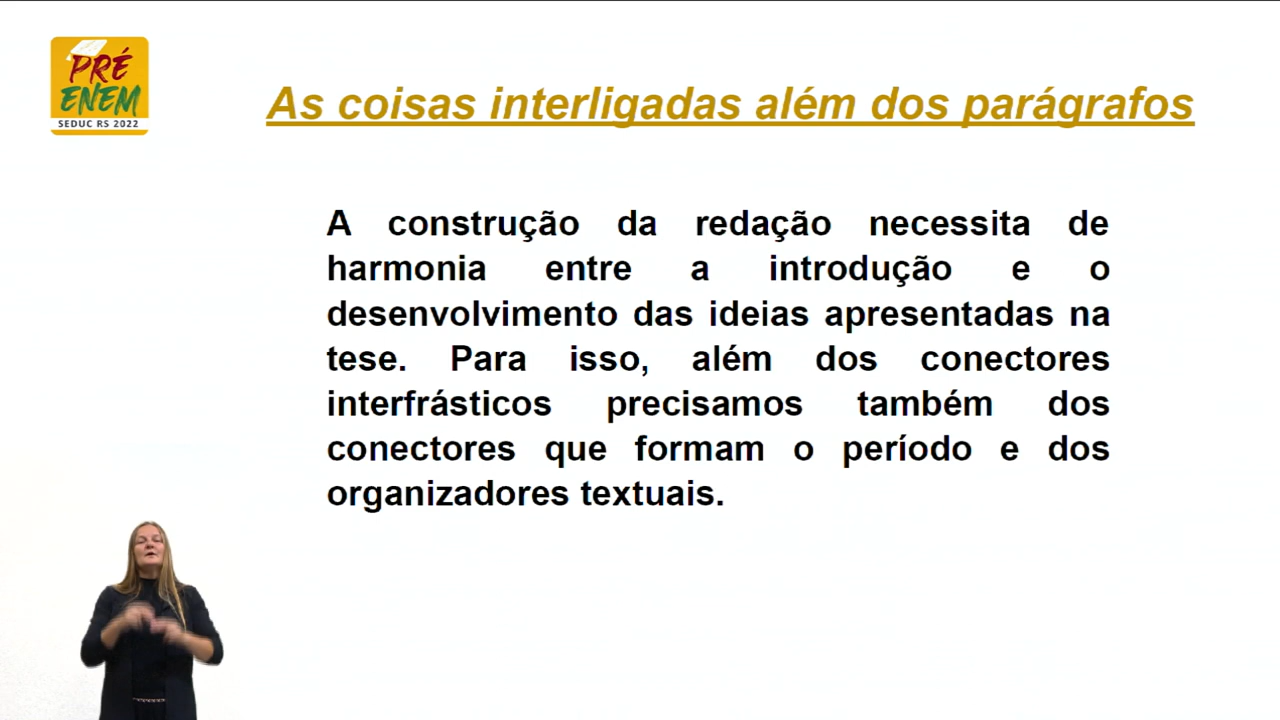 PRÉ
ENEM
SEDUC RS 2022
As coisas interligadas além dos parágrafos
A construção da redação necessita de
harmonia entre a introdução e o
desenvolvimento das ideias apresentadas na
tese. Para isso, além dos conectores
interfrásticos precisamos também dos
conectores que formam o período e dos
organizadores textuais.